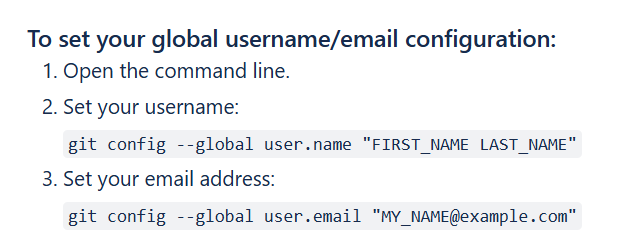 To set your global username/email configuration:
1. Open the command line.
2. Set your username:
git config --global user.name "FIRST_NAME LAST_NAME"
3. Set your email address:
git config --global user.email "MY_NAME@example.com"